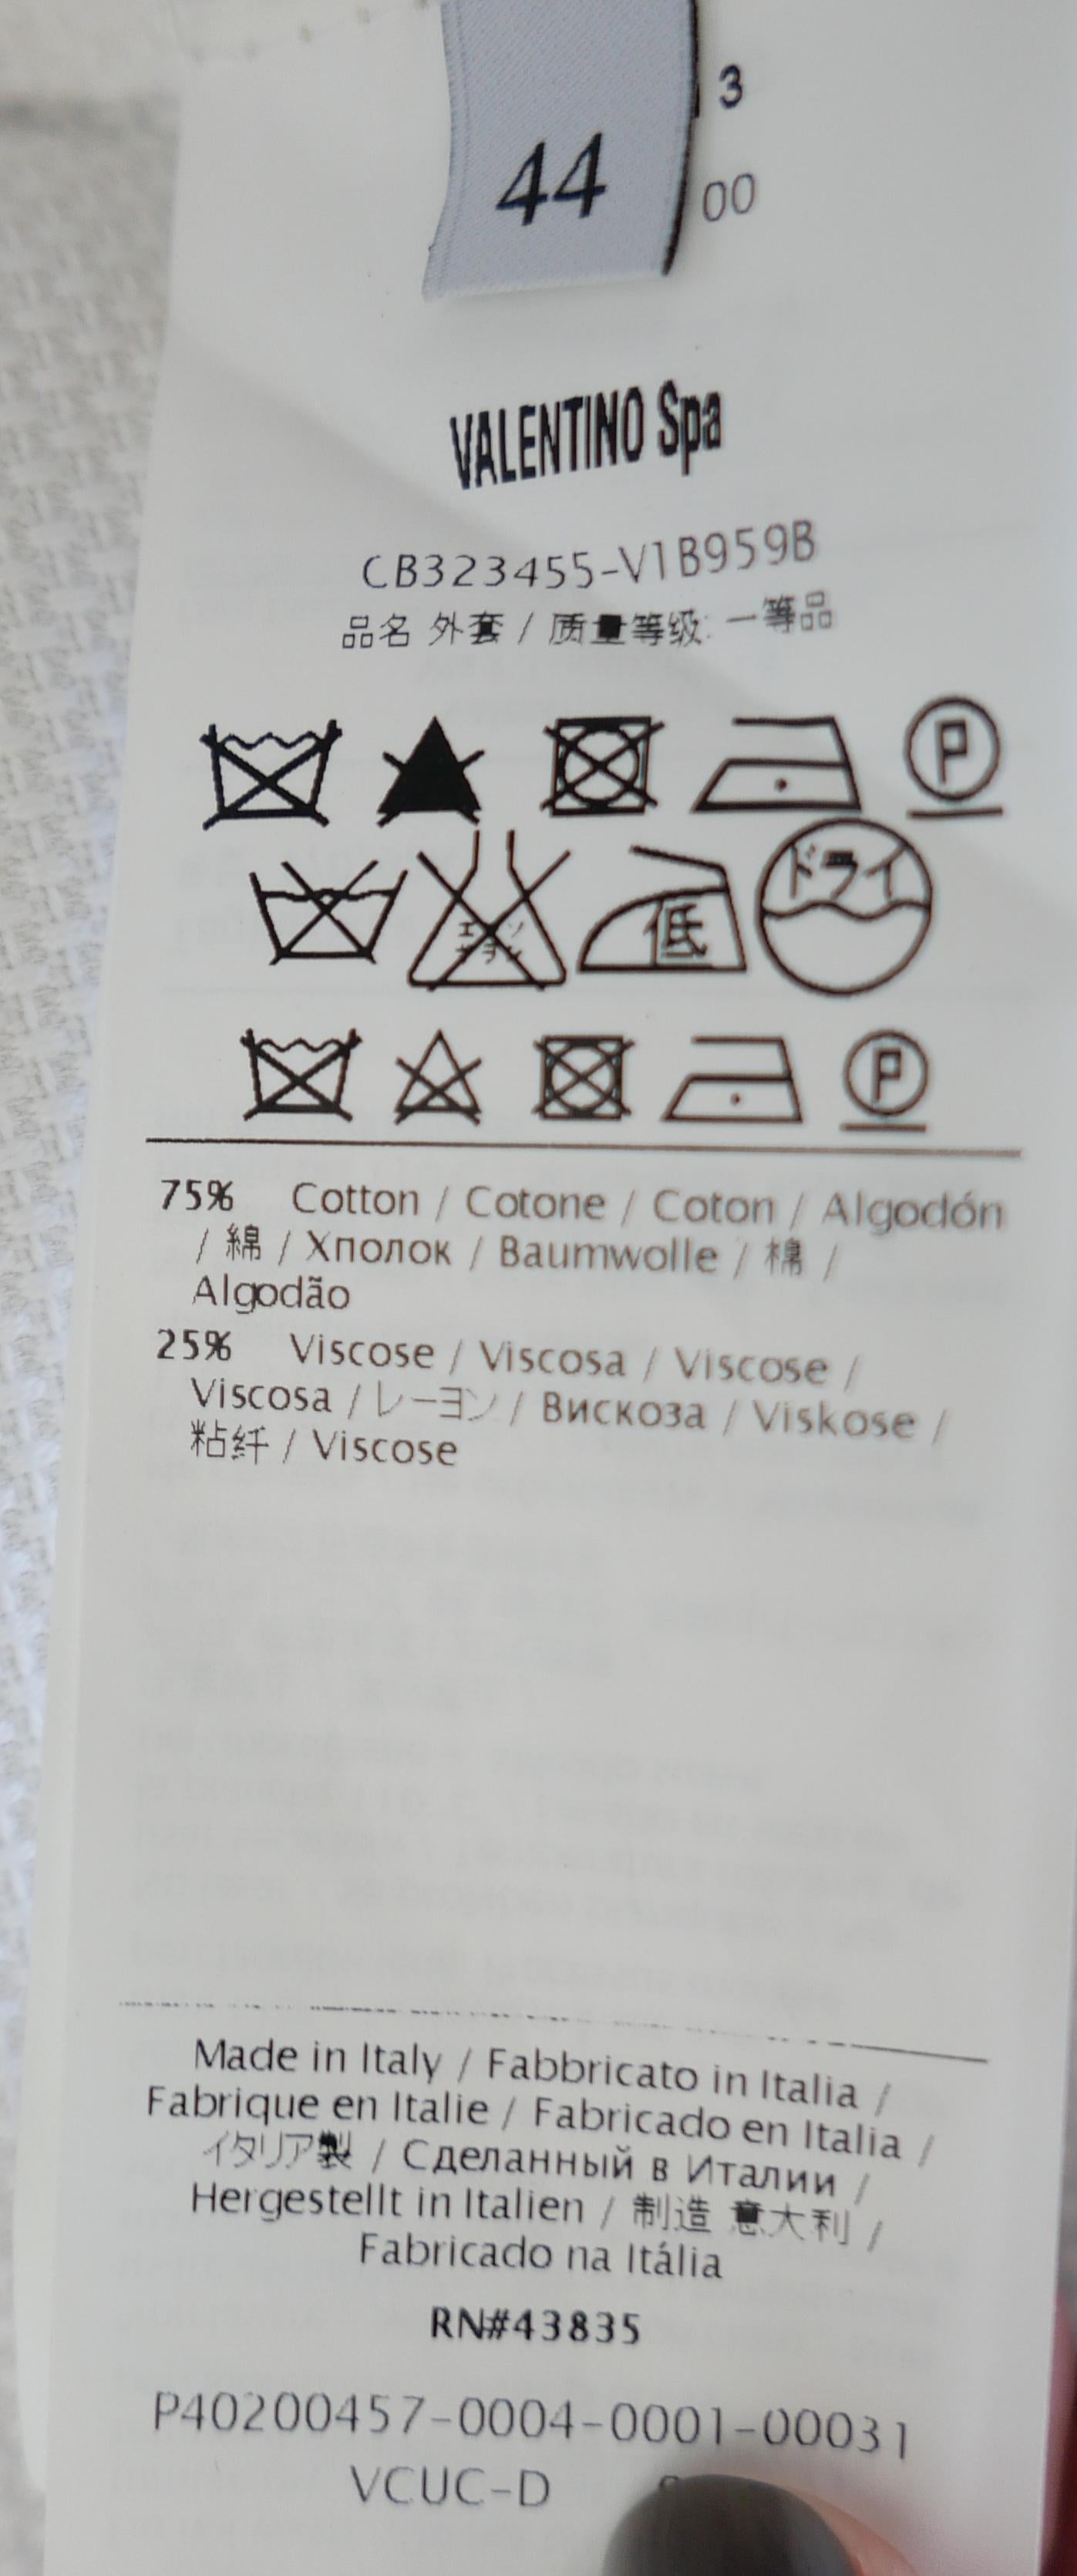 44
3
00
VALENTINO Spa
CB323455-V1B959B
品名 外套 / 质量等级: 一等品
P
エンソ
ドライ
低
P
75% Cotton / Cotone / Coton / Algodón
/ 綿 / Хлопок / Baumwolle / 棉 /
Algodão
25% Viscose / Viscosa / Viscose /
Viscosa / レーヨン / Вискоза / Viskose /
粘纤 / Viscose
Made in Italy / Fabbricato in Italia /
Fabrique en Italie / Fabricado en Italia /
イタリア製 / Сделанный в Италии /
Hergestellt in Italien / 制造 意大利 /
Fabricado na Itália
RN#43835
P40200457-0004-0001-00031
VCUC-D